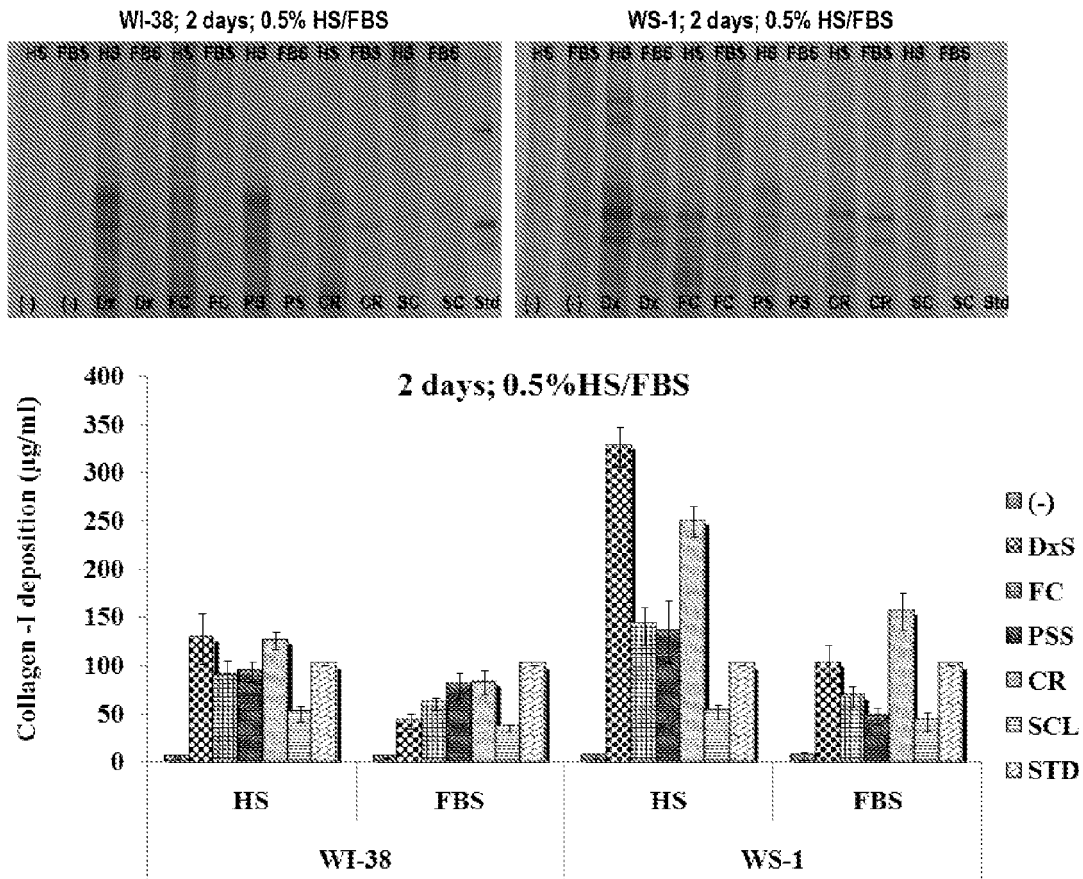 WI-38; 2 days; 0.5% HS/FBS
WS-1; 2 days; 0.5% HS/FBS
HS FBS HS FBS HS FBS HS FBS HS FBS HS FBS
HS FBS HS FBS HS FBS HS FBS HS FBS HS FBS
(-) (-) Dx Dx FC FC PS PS CR CR SC SC Std
(-) (-) Dx Dx FC FC PS PS CR CR SC SC Std
2 days; 0.5%HS/FBS
Collagen -I deposition (µg/ml)
400
350
300
250
200
150
100
50
0
HS FBS HS FBS
WI-38 WS-1
(-)
DxS
FC
PSS
CR
SCL
STD